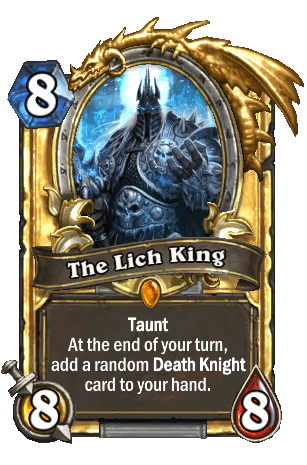 8
The Lich King
Taunt
At the end of your turn,
add a random Death Knight
card to your hand.
8
8